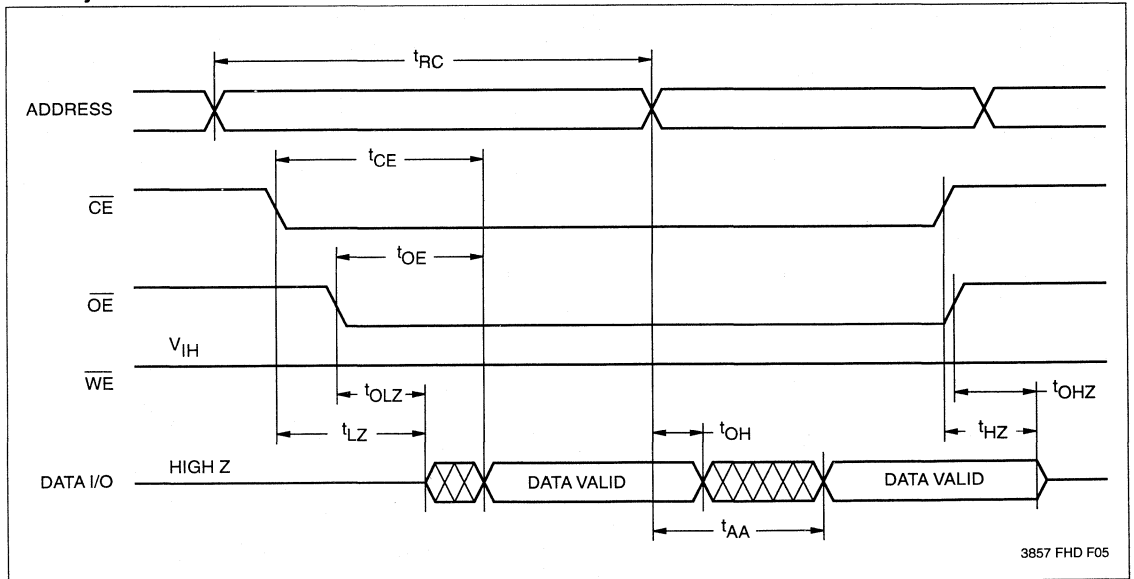 tRC
ADDRESS
tCE
CE
tOE
OE
VIH
WE
tOLZ
tOHZ
tLZ
tOH
tHZ
DATA I/O
HIGH Z
DATA VALID
DATA VALID
tAA
3857 FHD F05